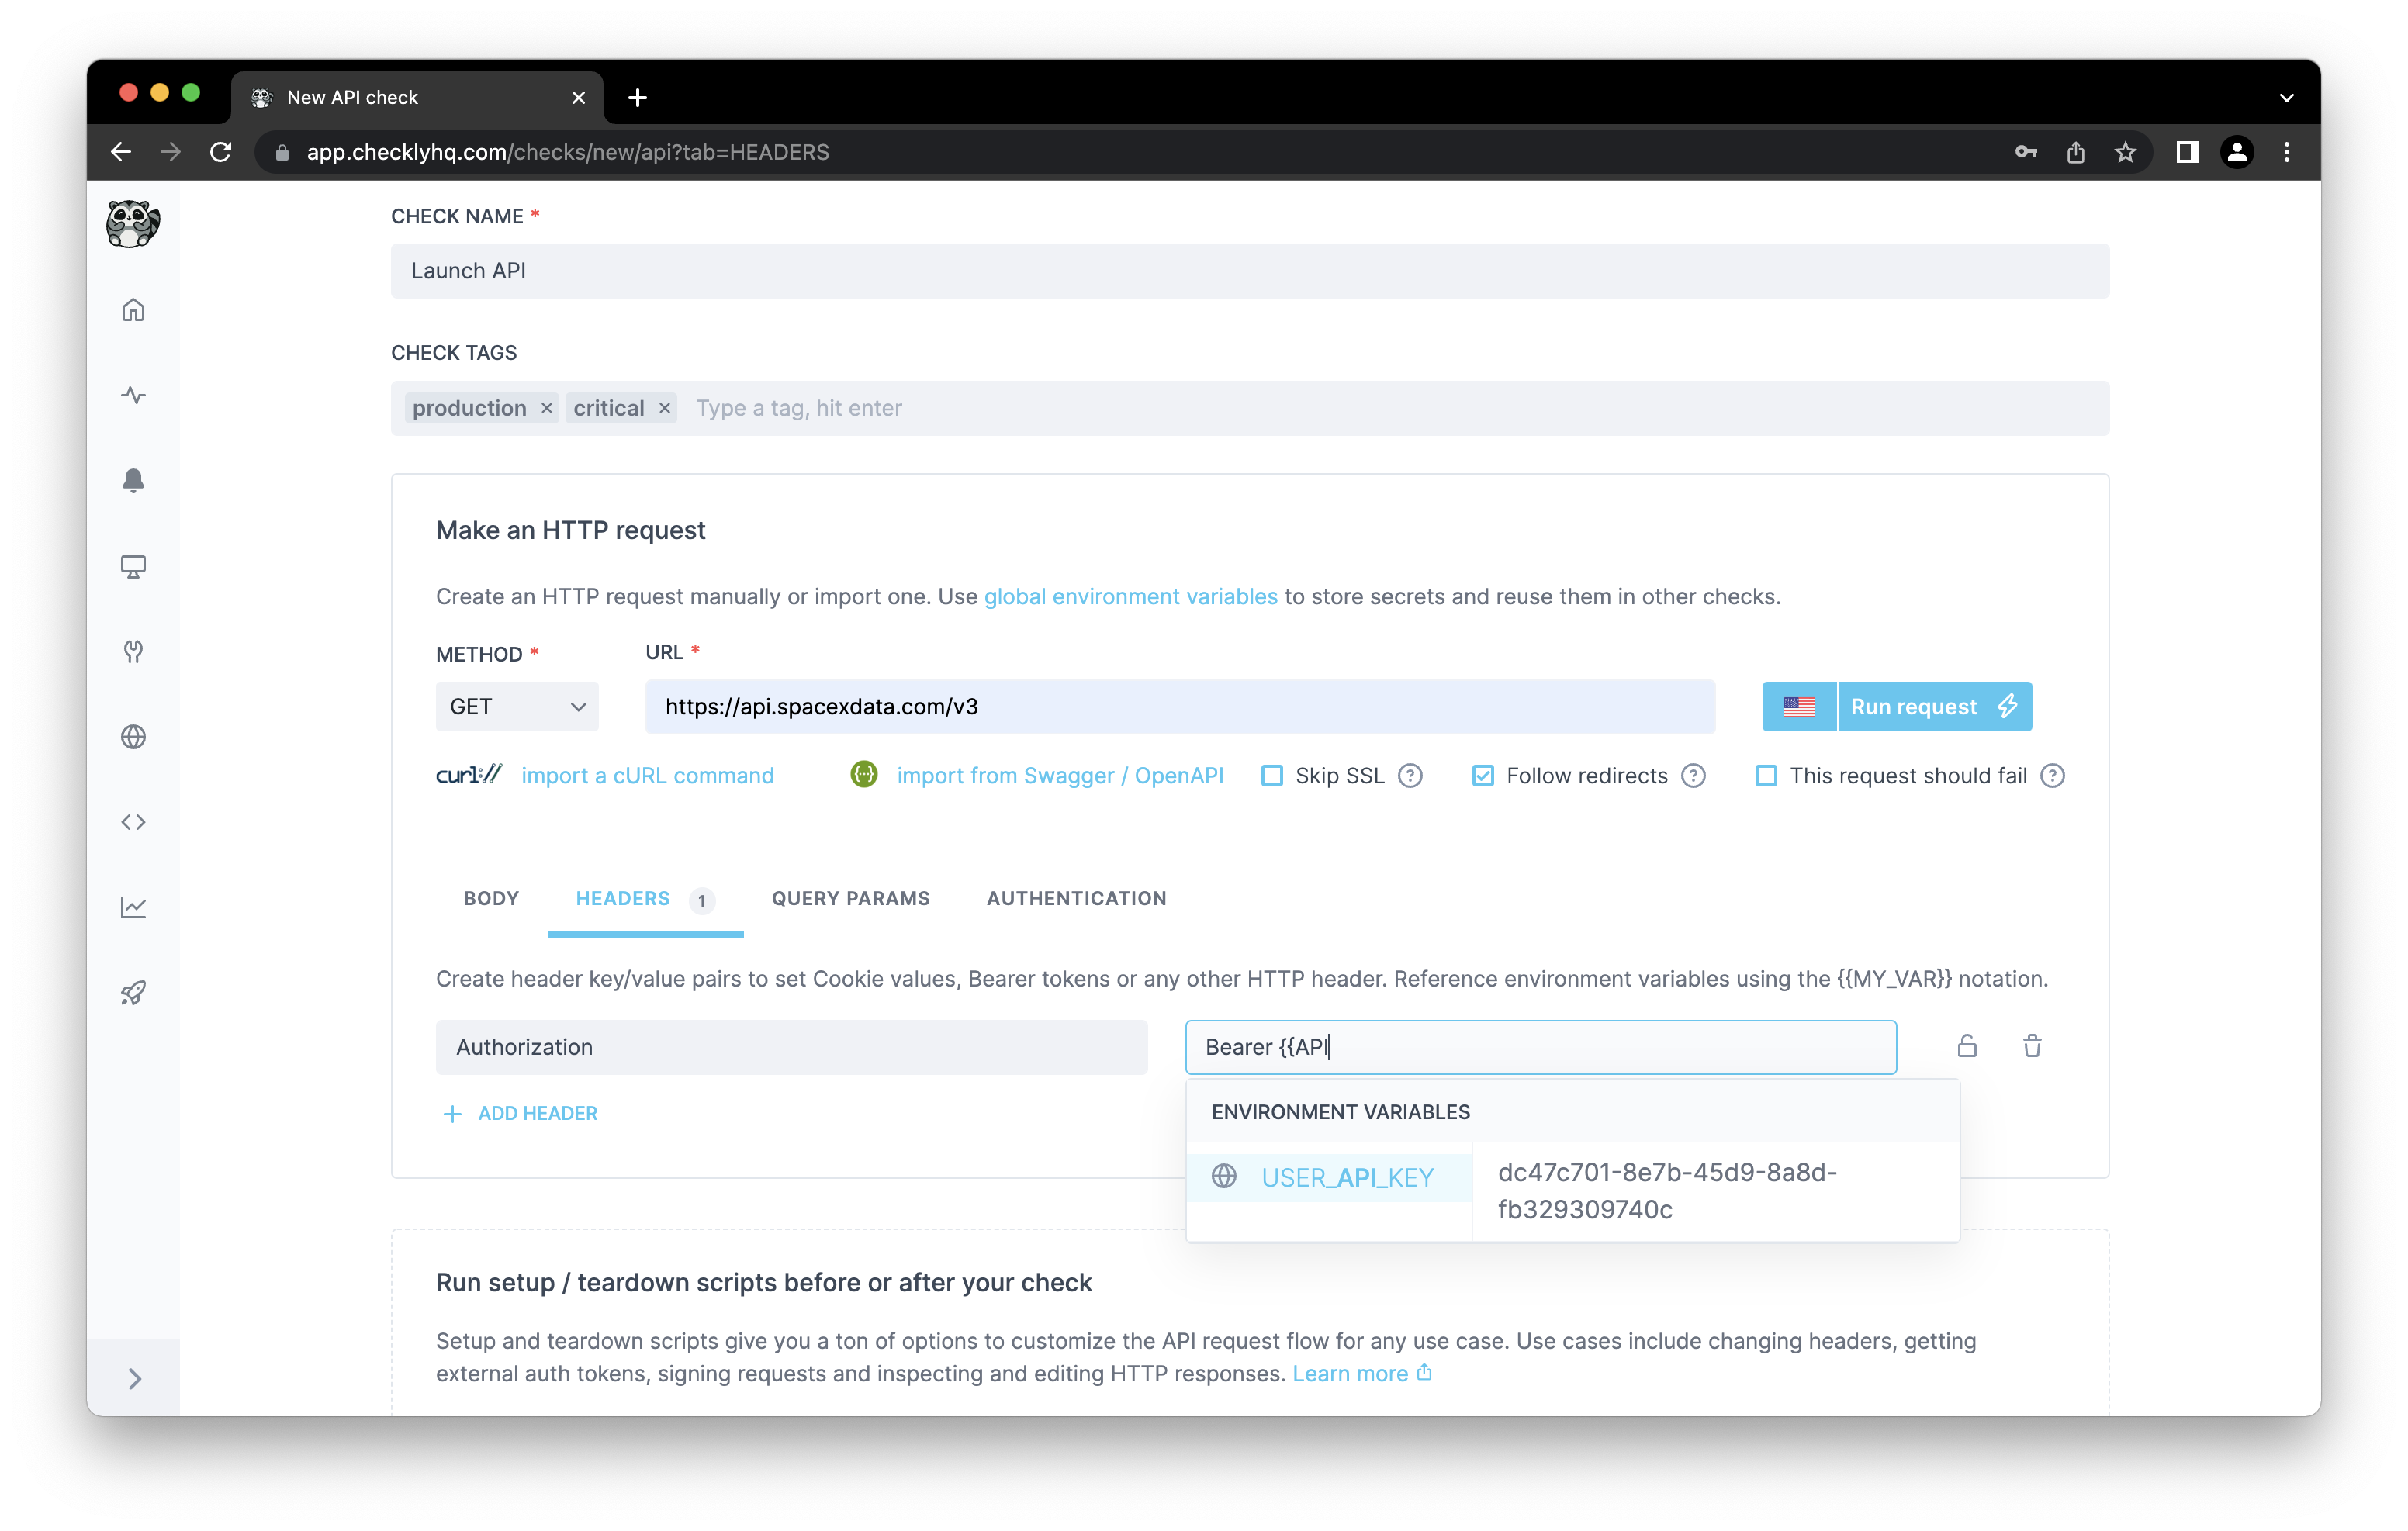 New API check
app.checklyhq.com/checks/new/api?tab=HEADERS
CHECK NAME *
Launch API
CHECK TAGS
production × critical × Type a tag, hit enter
Make an HTTP request
Create an HTTP request manually or import one. Use global environment variables to store secrets and reuse them in other checks.
METHOD * URL *
GET https://api.spacexdata.com/v3 Run request
curl:// import a cURL command {···} import from Swagger / OpenAPI Skip SSL ? Follow redirects ? This request should fail ?
BODY HEADERS 1 QUERY PARAMS AUTHENTICATION
Create header key/value pairs to set Cookie values, Bearer tokens or any other HTTP header. Reference environment variables using the {{MY_VAR}} notation.
Authorization Bearer {{API
+ ADD HEADER
ENVIRONMENT VARIABLES
USER_API_KEY dc47c701-8e7b-45d9-8a8d-
fb329309740c
Run setup / teardown scripts before or after your check
Setup and teardown scripts give you a ton of options to customize the API request flow for any use case. Use cases include changing headers, getting
external auth tokens, signing requests and inspecting and editing HTTP responses. Learn more